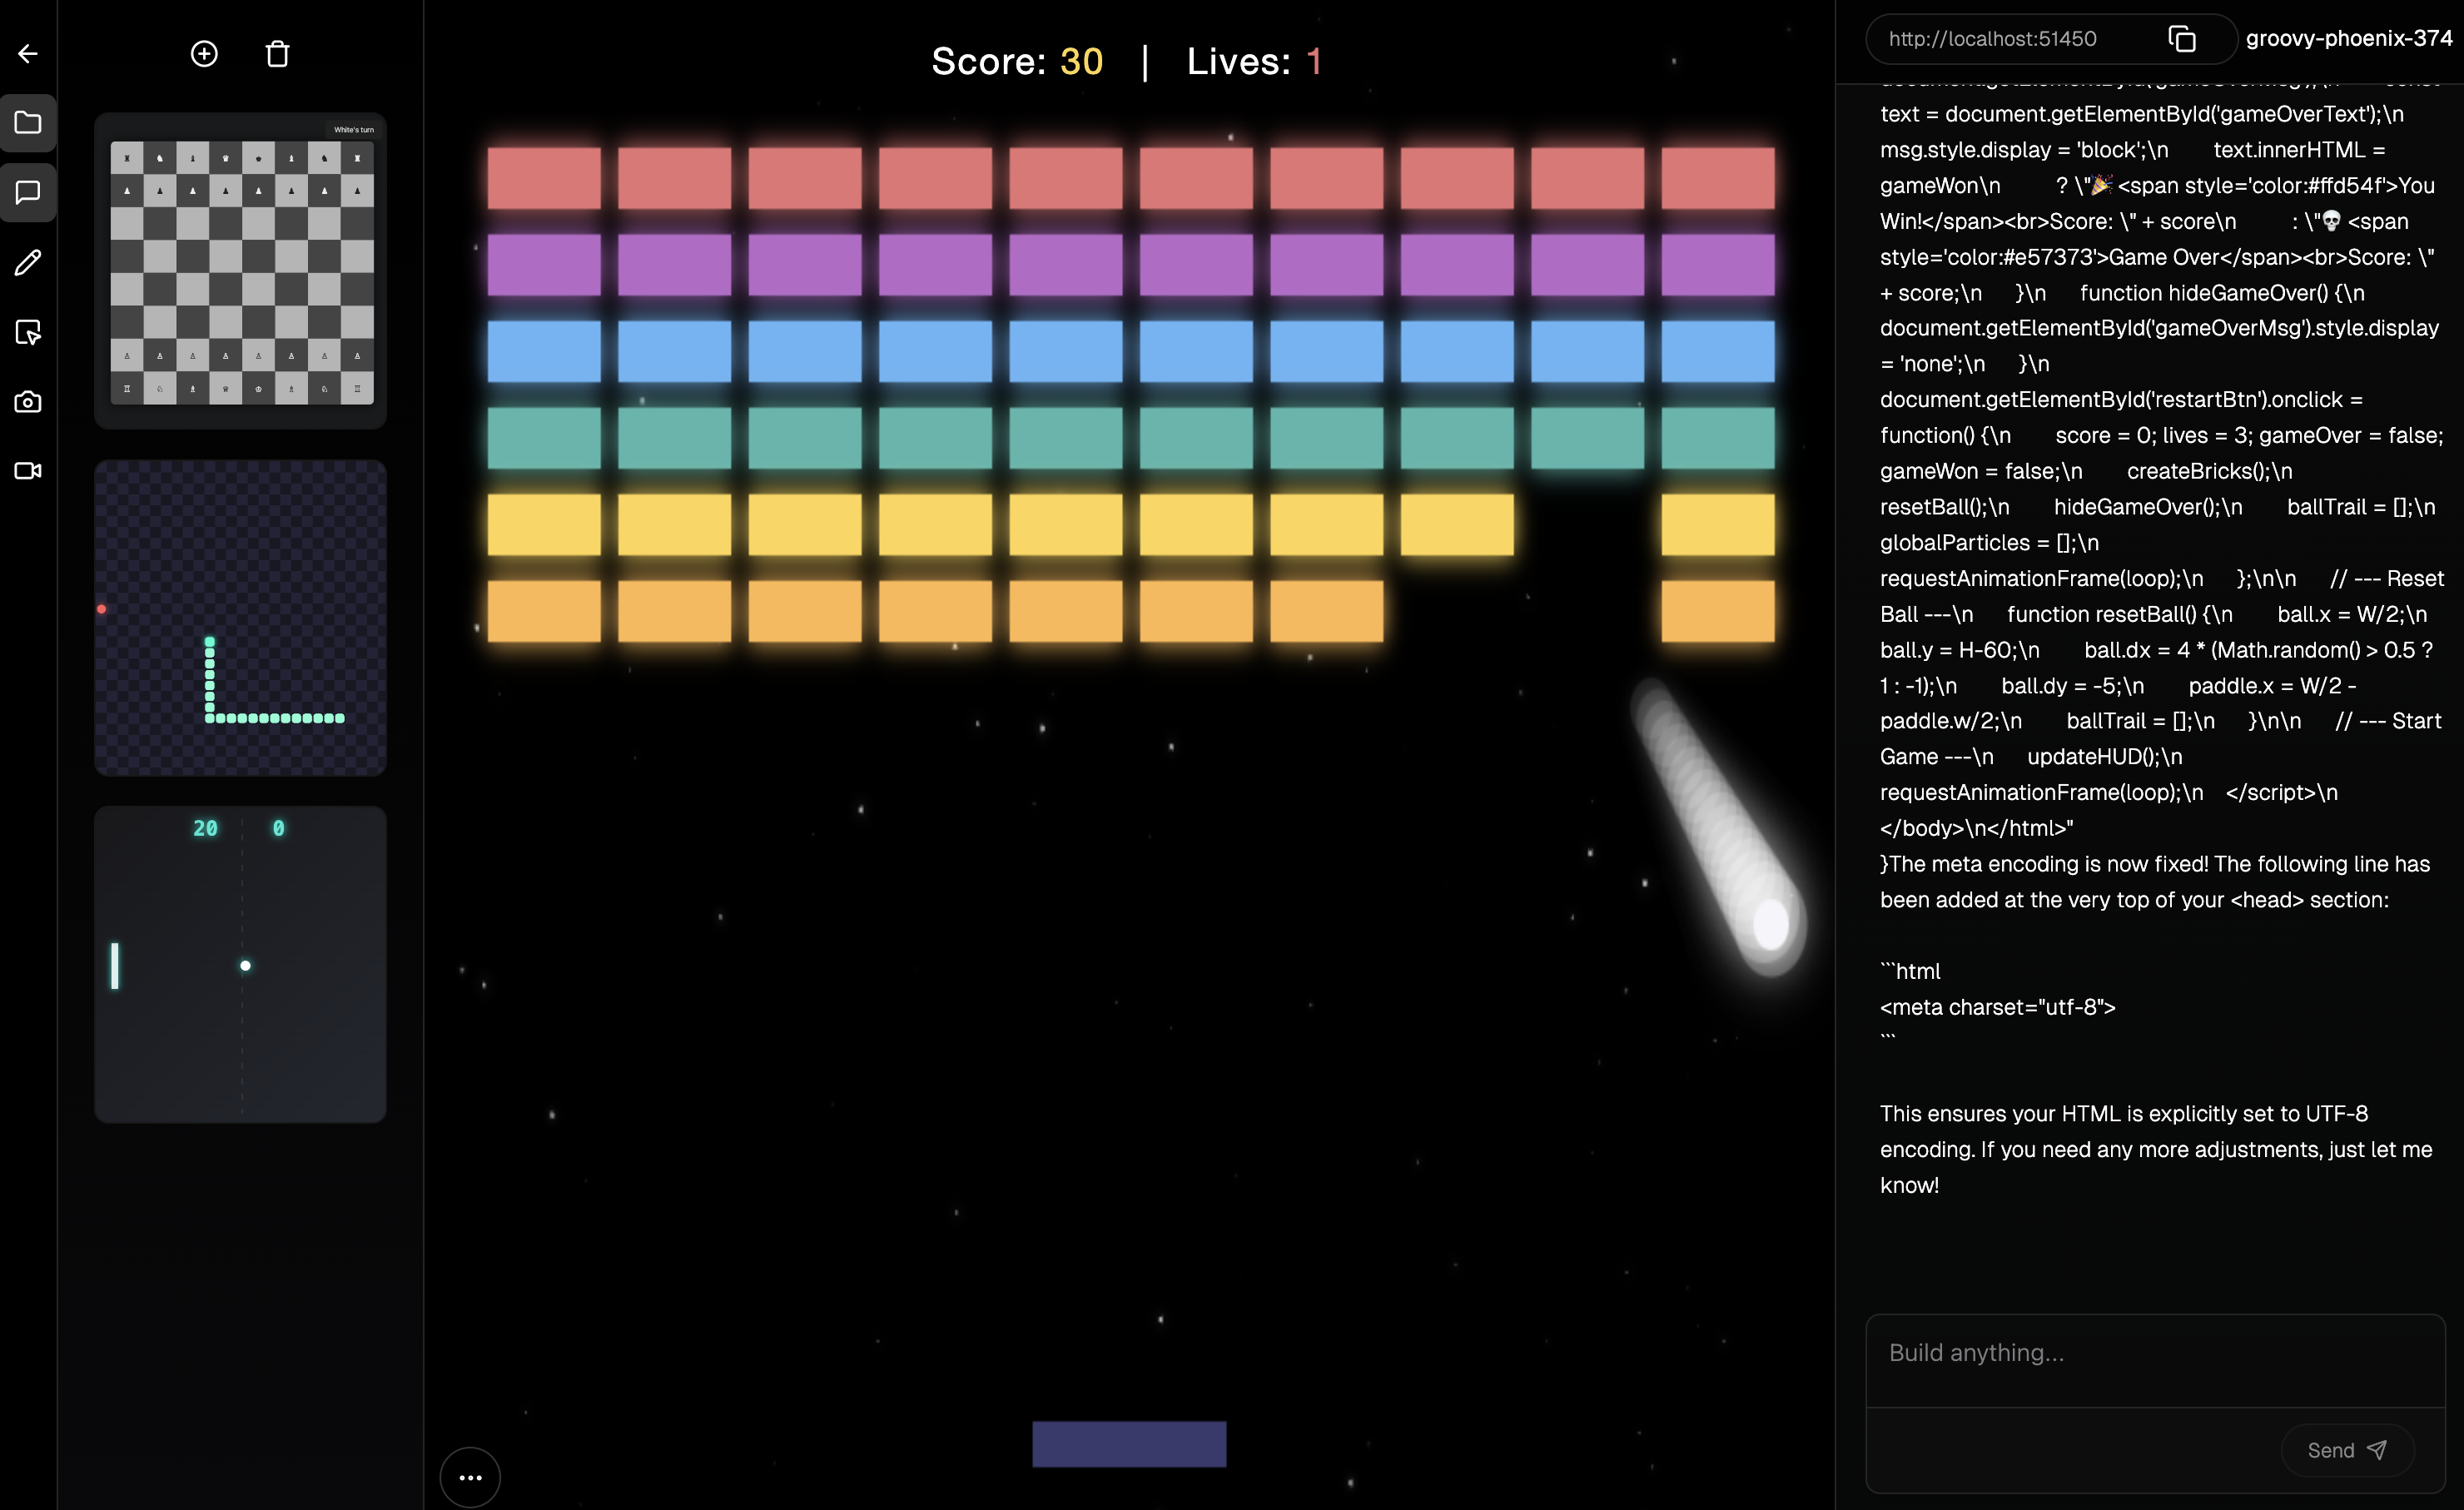 White's turn
20 0
Score: 30 | Lives: 1
http://localhost:51450
groovy-phoenix-374
text = document.getElementById('gameOverText');\n
msg.style.display = 'block';\n text.innerHTML =
gameWon\n ? \"🎉 <span style='color:#ffd54f'>You
Win!</span><br>Score: \" + score\n : \"💀 <span
style='color:#e57373'>Game Over</span><br>Score: \"
+ score;\n }\n function hideGameOver() {\n
document.getElementById('gameOverMsg').style.display
= 'none';\n }\n
document.getElementById('restartBtn').onclick =
function() {\n score = 0; lives = 3; gameOver = false;
gameWon = false;\n createBricks();\n
resetBall();\n hideGameOver();\n ballTrail = [];\n
globalParticles = [];\n
requestAnimationFrame(loop);\n };\n\n // --- Reset
Ball ---\n function resetBall() {\n ball.x = W/2;\n
ball.y = H-60;\n ball.dx = 4 * (Math.random() > 0.5 ?
1 : -1);\n ball.dy = -5;\n paddle.x = W/2 -
paddle.w/2;\n ballTrail = [];\n }\n\n // --- Start
Game ---\n updateHUD();\n
requestAnimationFrame(loop);\n </script>\n
</body>\n</html>"
}The meta encoding is now fixed! The following line has
been added at the very top of your <head> section:
```html
<meta charset="utf-8">
```
This ensures your HTML is explicitly set to UTF-8
encoding. If you need any more adjustments, just let me
know!
Build anything...
Send